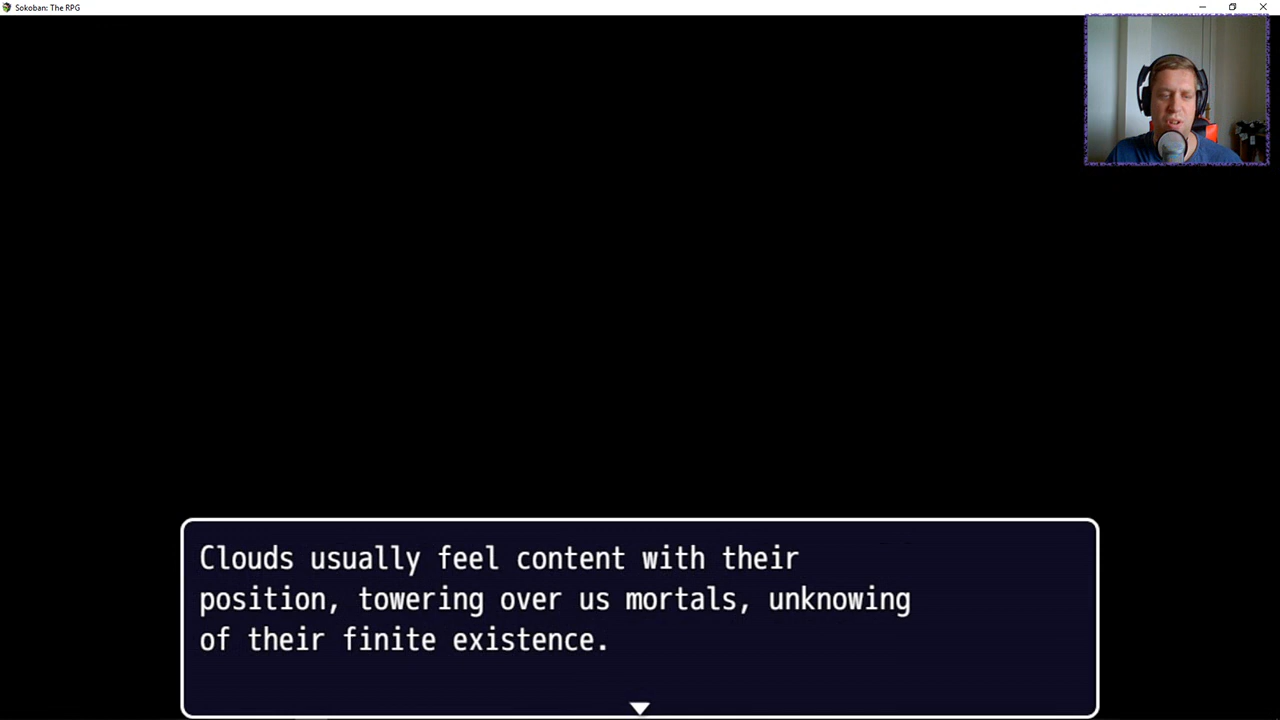 Sokoban: The RPG
Clouds usually feel content with their
position, towering over us mortals, unknowing
of their finite existence.